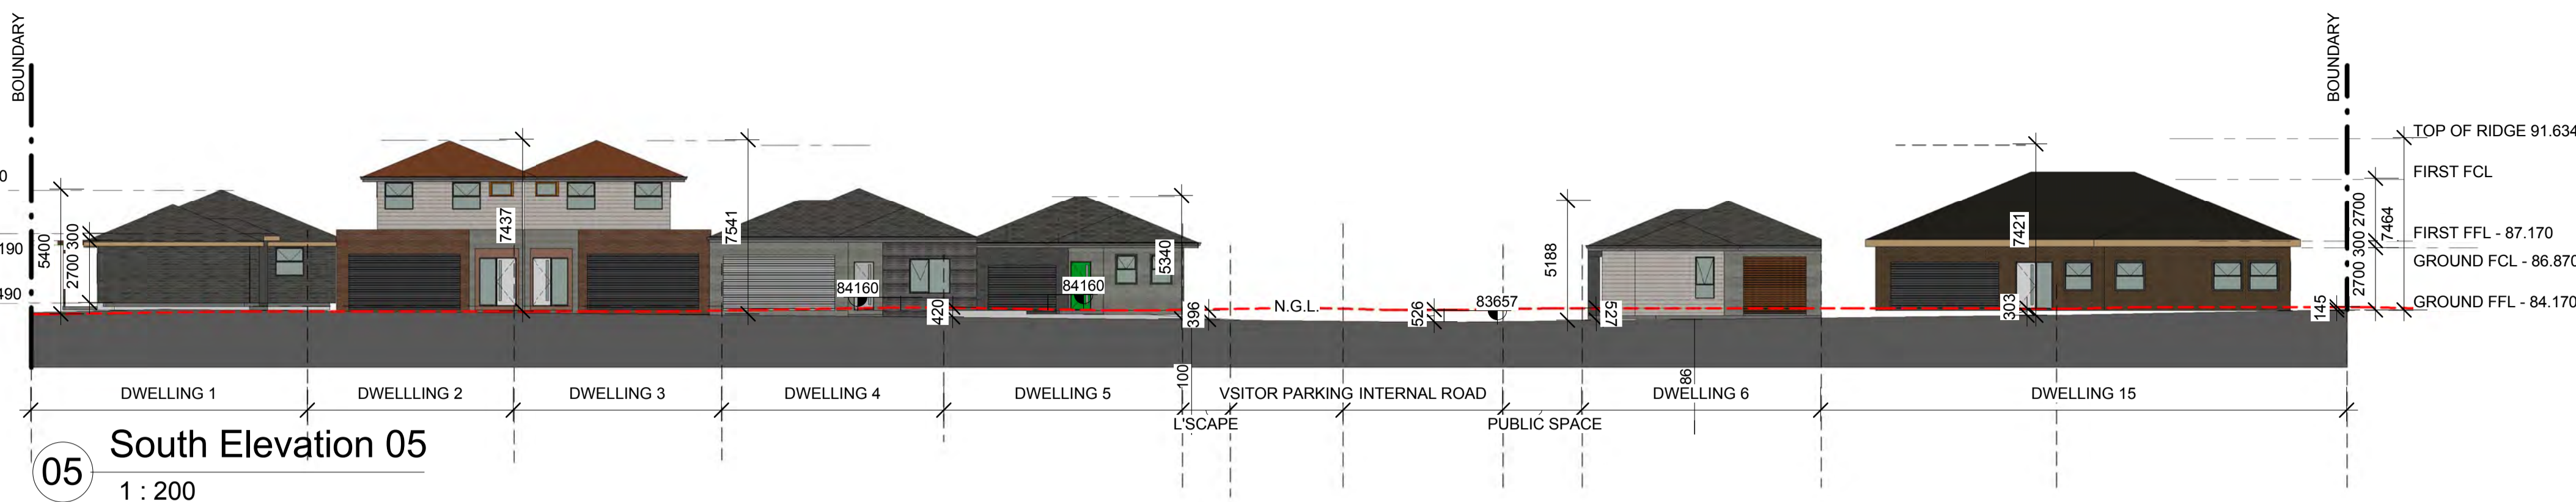 BOUNDARY
BOUNDARY
TOP OF RIDGE 91.634
FIRST FCL
FIRST FFL - 87.170
GROUND FCL - 86.870
GROUND FFL - 84.170
0
190
490
5400
2700
300
7437
7541
84160
420
84160
5340
396
N.G.L.
526
83657
5188
527
7421
303
145
2700
300
2700
7464
100
86
DWELLING 1
DWELLLING 2
DWELLING 3
DWELLING 4
DWELLING 5
VSITOR PARKING
INTERNAL ROAD
DWELLING 6
DWELLING 15
L'SCAPE
PUBLIC SPACE
05
South Elevation 05
1 : 200